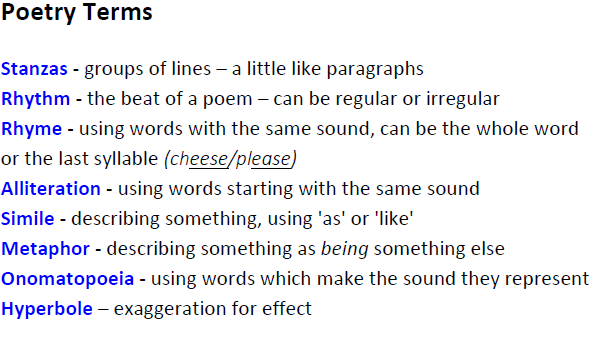 Poetry Terms
Stanzas - groups of lines – a little like paragraphs
Rhythm - the beat of a poem – can be regular or irregular
Rhyme - using words with the same sound, can be the whole word
or the last syllable (cheese/please)
Alliteration - using words starting with the same sound
Simile - describing something, using 'as' or 'like'
Metaphor - describing something as being something else
Onomatopoeia - using words which make the sound they represent
Hyperbole – exaggeration for effect